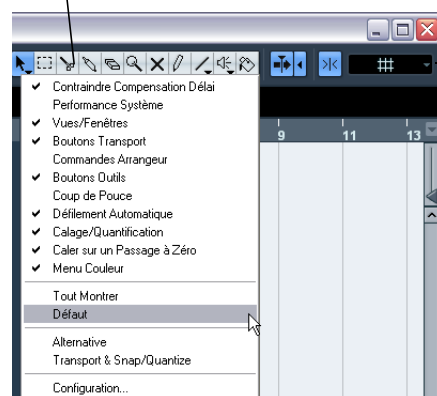 Contraindre Compensation Délai
Performance Système
Vues/Fenêtres
Boutons Transport
Commandes Arrangeur
Boutons Outils
Coup de Pouce
Défilement Automatique
Calage/Quantification
Caler sur un Passage à Zéro
Menu Couleur
Tout Montrer
Défaut
Alternative
Transport & Snap/Quantize
Configuration...
9 11 13